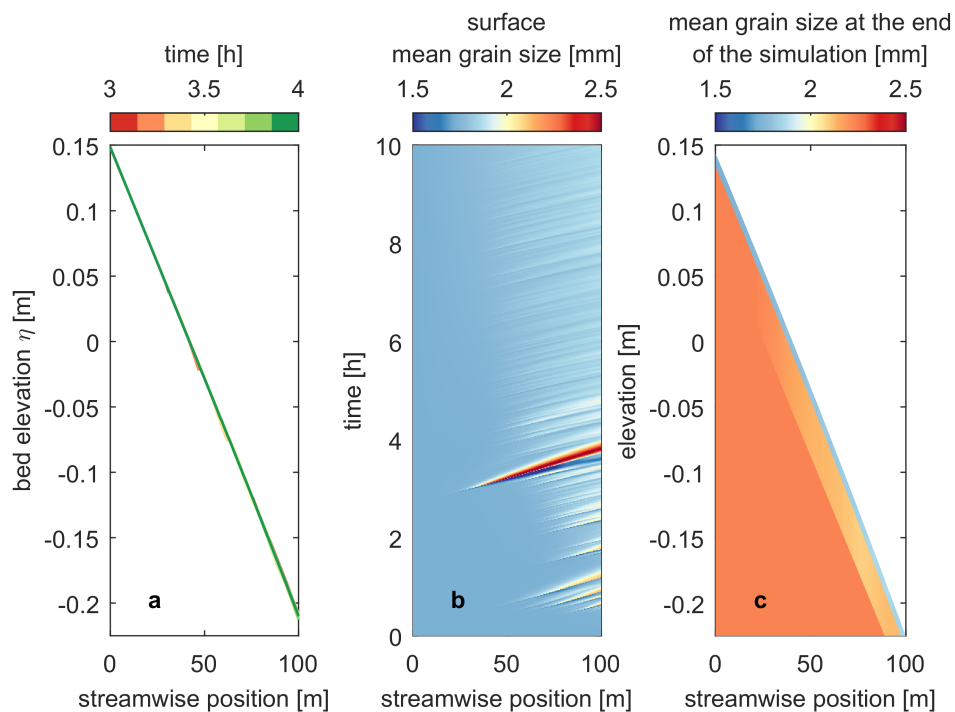 time [h]
3 3.5 4
0.15
0.1
0.05
0
-0.05
-0.1
-0.15
-0.2
bed elevation η [m]
a
0 50 100
streamwise position [m]
surface
mean grain size [mm]
1.5 2 2.5
10
8
6
4
2
0
time [h]
b
0 50 100
streamwise position [m]
mean grain size at the end
of the simulation [mm]
1.5 2 2.5
0.15
0.1
0.05
0
-0.05
-0.1
-0.15
-0.2
elevation [m]
c
0 50 100
streamwise position [m]